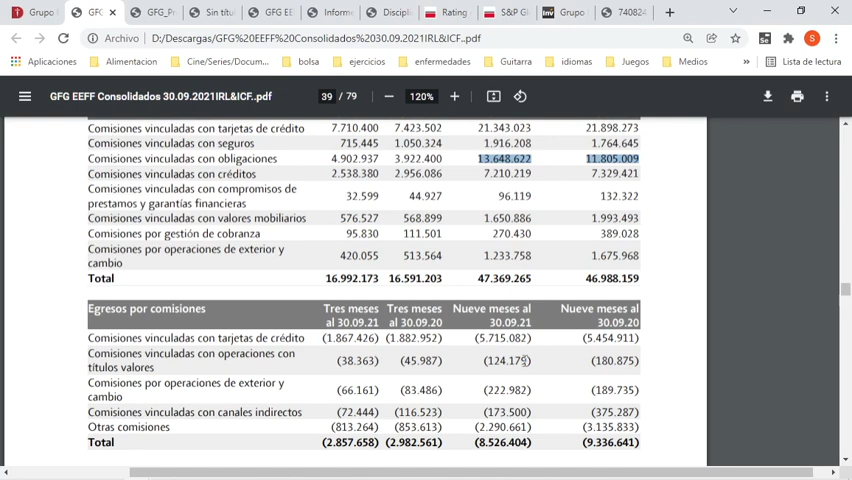 Grupo
GFG
GFG_Pr
Sin títul
GFG EE
Informe
Discipli
Rating
S&P Gl
Inv Grupo
740824
Archivo | D:/Descargas/GFG%20EEFF%20Consolidados%2030.09.2021IRL&ICF..pdf
Aplicaciones Alimentacion Cine/Series/Docum... bolsa ejercicios enfermedades Guitarra idiomas Juegos Medios » Lista de lectura
GFG EEFF Consolidados 30.09.2021IRL&ICF..pdf 39 / 79 — 120% +
Comisiones vinculadas con tarjetas de crédito 7.710.400 7.423.502 21.343.023 21.898.273
Comisiones vinculadas con seguros 715.445 1.050.324 1.916.208 1.764.645
Comisiones vinculadas con obligaciones 4.902.937 3.922.400 13.648.622 11.805.009
Comisiones vinculadas con créditos 2.538.380 2.956.086 7.210.219 7.329.421
Comisiones vinculadas con compromisos de
prestamos y garantías financieras 32.599 44.927 96.119 132.322
Comisiones vinculadas con valores mobiliarios 576.527 568.899 1.650.886 1.993.493
Comisiones por gestión de cobranza 95.830 111.501 270.430 389.028
Comisiones por operaciones de exterior y
cambio 420.055 513.564 1.233.758 1.675.968
Total 16.992.173 16.591.203 47.369.265 46.988.159
Egresos por comisiones Tres meses Tres meses Nueve meses al Nueve meses al
al 30.09.21 al 30.09.20 30.09.21 30.09.20
Comisiones vinculadas con tarjetas de crédito (1.867.426) (1.882.952) (5.715.082) (5.454.911)
Comisiones vinculadas con operaciones con
títulos valores (38.363) (45.987) (124.179) (180.875)
Comisiones por operaciones de exterior y
cambio (66.161) (83.486) (222.982) (189.735)
Comisiones vinculadas con canales indirectos (72.444) (116.523) (173.500) (375.287)
Otras comisiones (813.264) (853.613) (2.290.661) (3.135.833)
Total (2.857.658) (2.982.561) (8.526.404) (9.336.641)